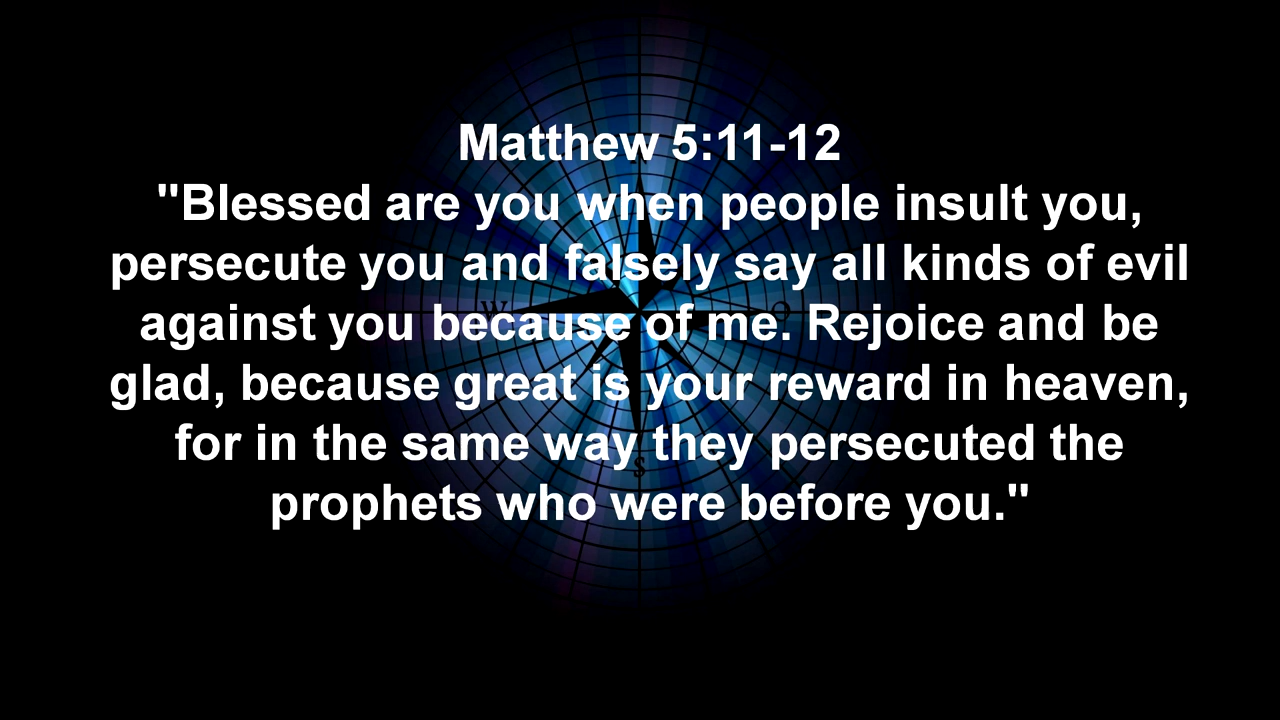 Matthew 5:11-12
"Blessed are you when people insult you,
persecute you and falsely say all kinds of evil
against you because of me. Rejoice and be
glad, because great is your reward in heaven,
for in the same way they persecuted the
prophets who were before you."
W
O
S